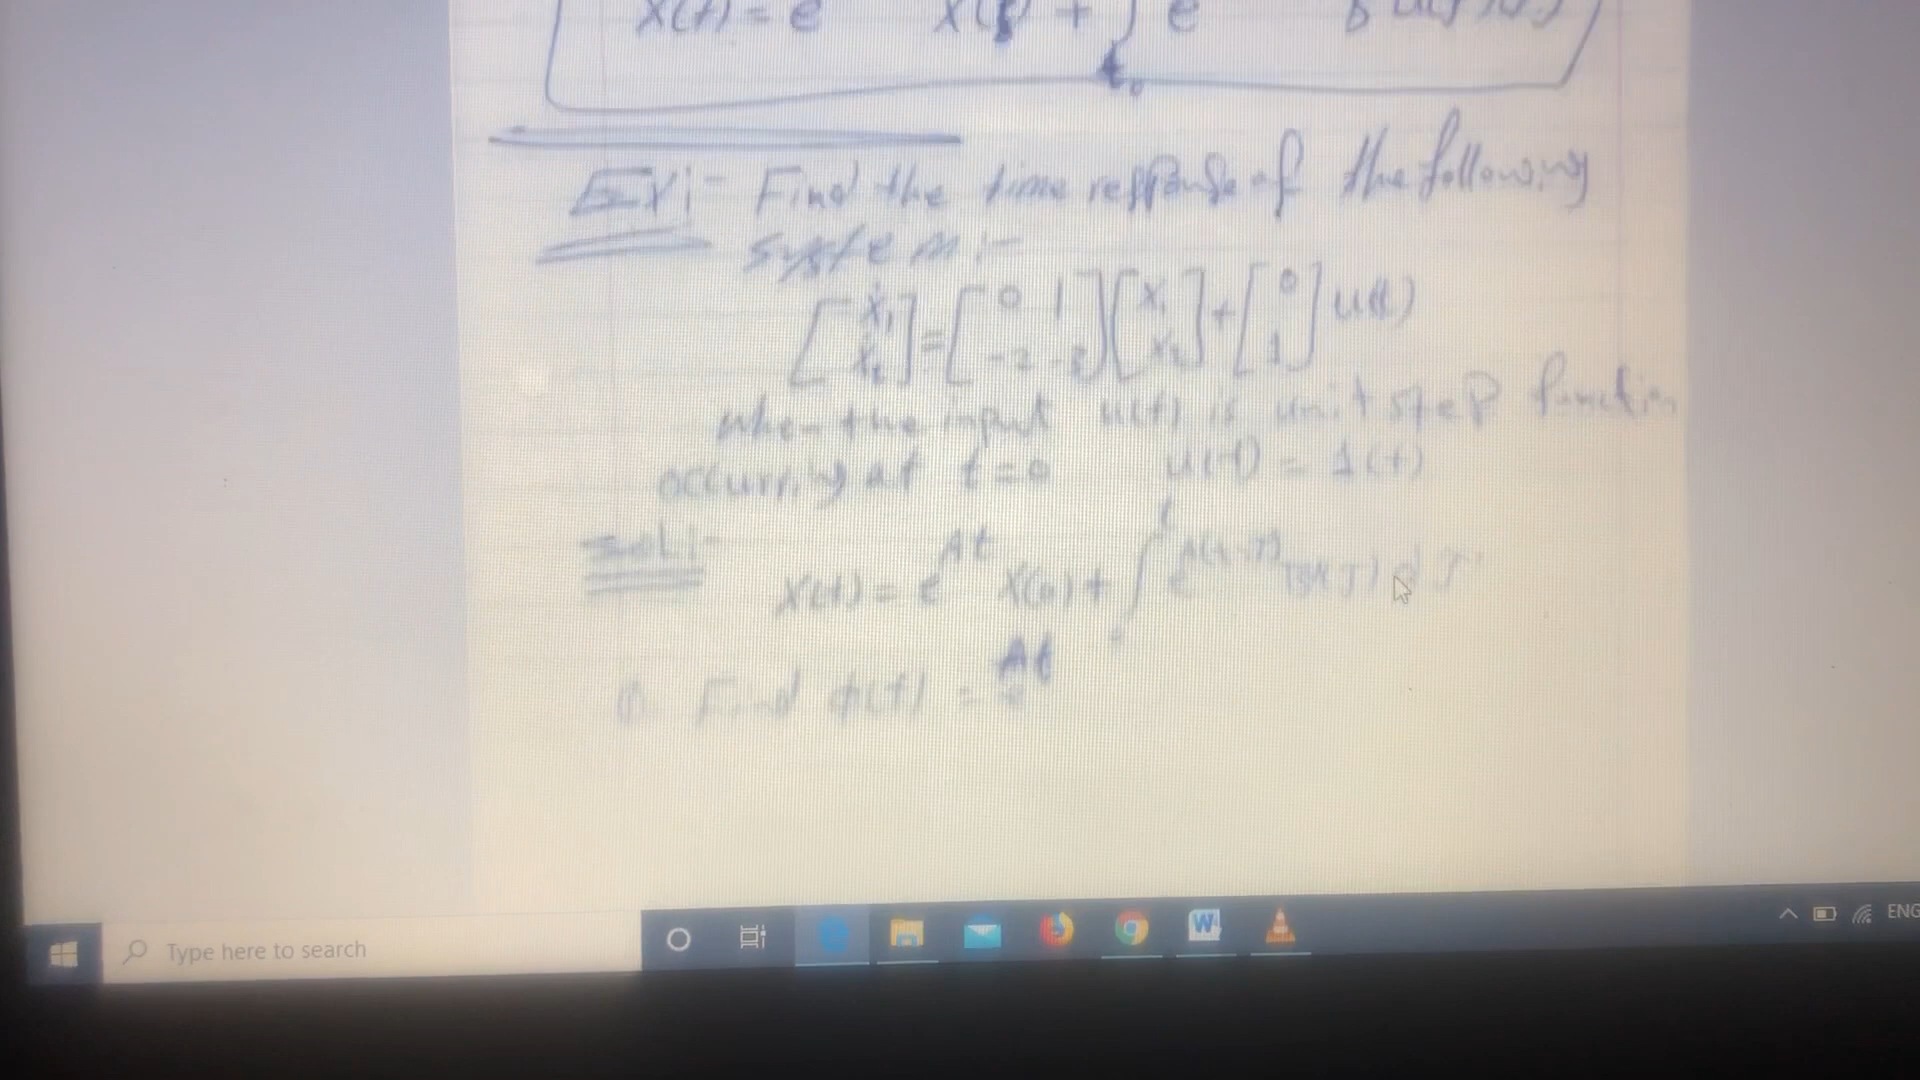 X(t) = e X( ) + ∫ e B u( )
t₀
Ex:- Find the time response of the following
system:-
[ẋ₁ ẋ₂] = [0 1 -2 -3] [x₁ x₂] + [0 1] u(t)
when the input u(t) is unit step function
occurring at t=0 u(t) = 1(t)
Sol:- X(t) = e^At X(0) + ∫ e^A(t-T) Bu(T) dT
① Find φ(t) = e^At
Type here to search
ENG